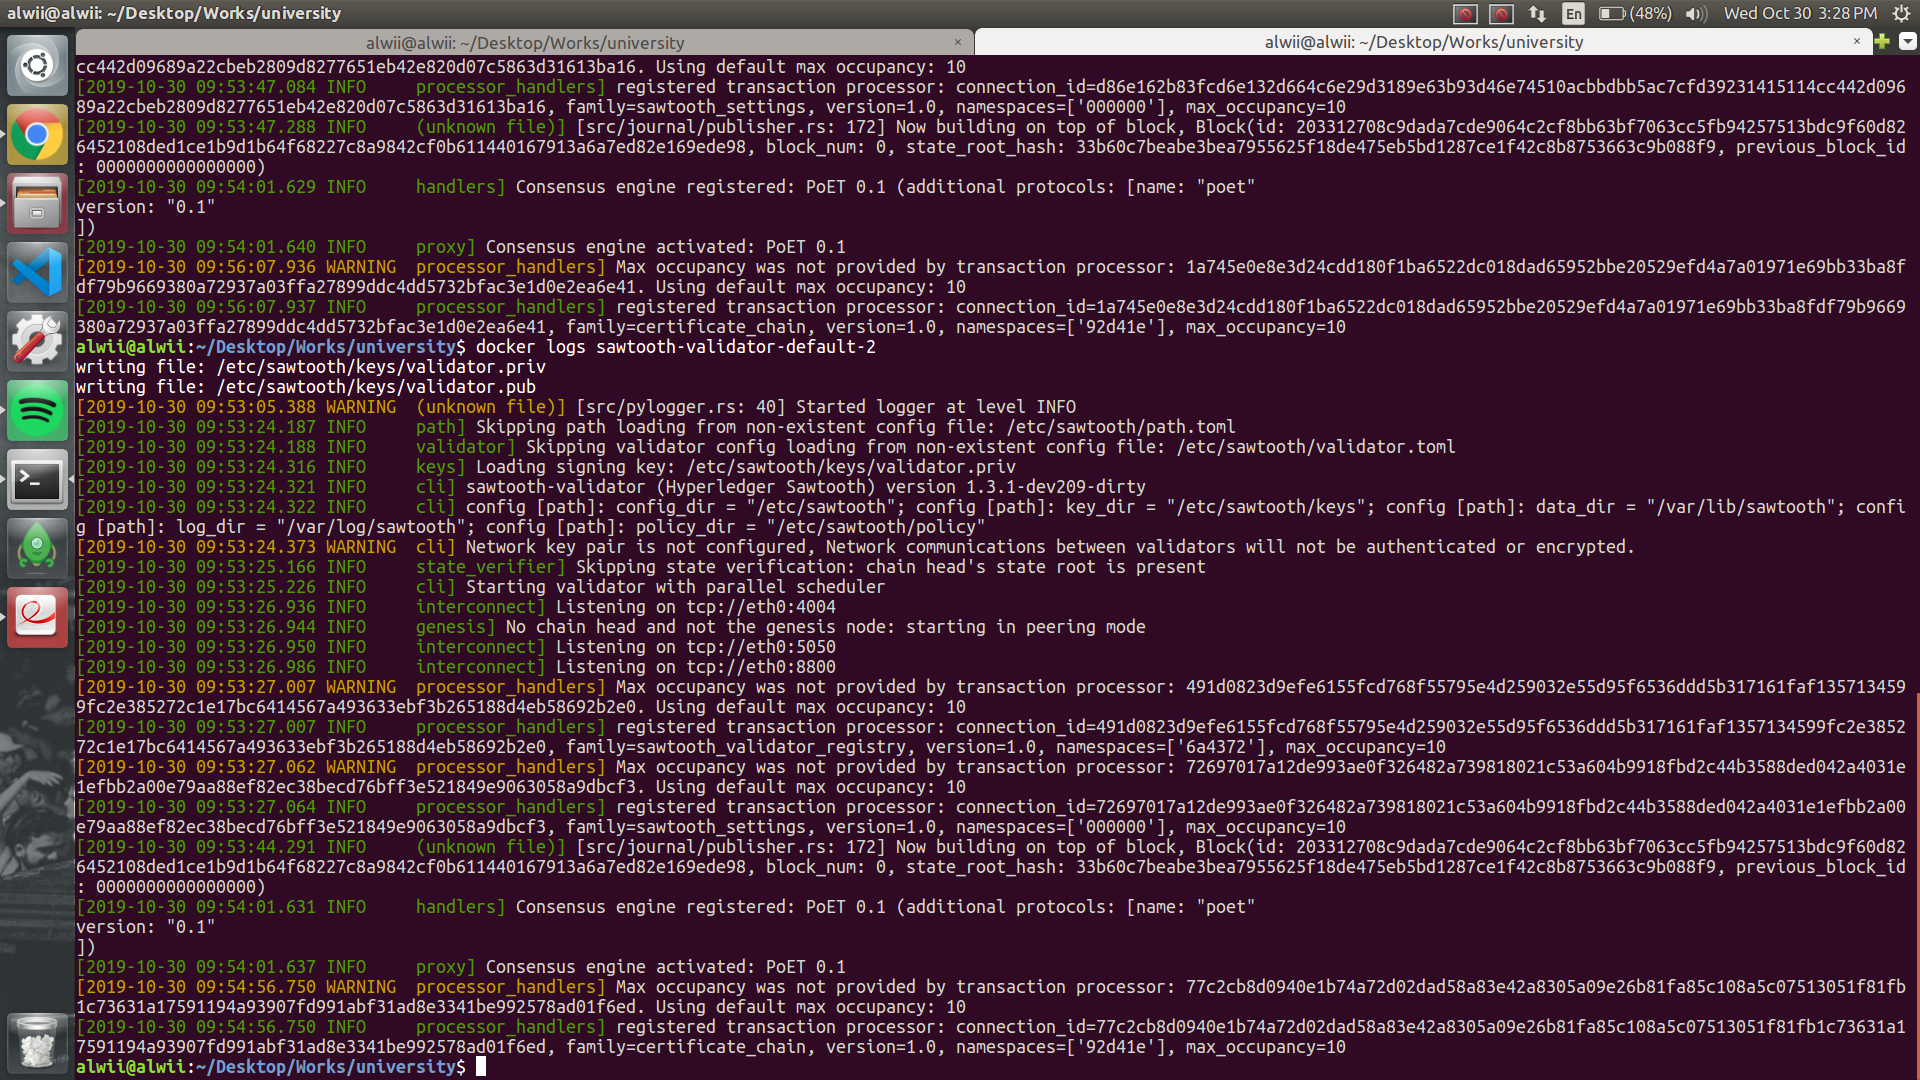 alwii@alwii: ~/Desktop/Works/university
En
(48%)
Wed Oct 30 3:28 PM
alwii@alwii: ~/Desktop/Works/university ×
alwii@alwii: ~/Desktop/Works/university ×
cc442d09689a22cbeb2809d8277651eb42e820d07c5863d31613ba16. Using default max occupancy: 10
[2019-10-30 09:53:47.084 INFO     processor_handlers] registered transaction processor: connection_id=d86e162b83fcd6e132d664c6e29d3189e63b93d46e74510acbbdbb5ac7cfd39231415114cc442d096
89a22cbeb2809d8277651eb42e820d07c5863d31613ba16, family=sawtooth_settings, version=1.0, namespaces=['000000'], max_occupancy=10
[2019-10-30 09:53:47.288 INFO     (unknown file)] [src/journal/publisher.rs: 172] Now building on top of block, Block(id: 203312708c9dada7cde9064c2cf8bb63bf7063cc5fb94257513bdc9f60d82
6452108ded1ce1b9d1b64f68227c8a9842cf0b611440167913a6a7ed82e169ede98, block_num: 0, state_root_hash: 33b60c7beabe3bea7955625f18de475eb5bd1287ce1f42c8b8753663c9b088f9, previous_block_id
: 0000000000000000)
[2019-10-30 09:54:01.629 INFO     handlers] Consensus engine registered: PoET 0.1 (additional protocols: [name: "poet"
version: "0.1"
])
[2019-10-30 09:54:01.640 INFO     proxy] Consensus engine activated: PoET 0.1
[2019-10-30 09:56:07.936 WARNING  processor_handlers] Max occupancy was not provided by transaction processor: 1a745e0e8e3d24cdd180f1ba6522dc018dad65952bbe20529efd4a7a01971e69bb33ba8f
df79b9669380a72937a03ffa27899ddc4dd5732bfac3e1d0e2ea6e41. Using default max occupancy: 10
[2019-10-30 09:56:07.937 INFO     processor_handlers] registered transaction processor: connection_id=1a745e0e8e3d24cdd180f1ba6522dc018dad65952bbe20529efd4a7a01971e69bb33ba8fdf79b9669
380a72937a03ffa27899ddc4dd5732bfac3e1d0e2ea6e41, family=certificate_chain, version=1.0, namespaces=['92d41e'], max_occupancy=10
alwii@alwii:~/Desktop/Works/university$ docker logs sawtooth-validator-default-2
writing file: /etc/sawtooth/keys/validator.priv
writing file: /etc/sawtooth/keys/validator.pub
[2019-10-30 09:53:05.388 WARNING  (unknown file)] [src/pylogger.rs: 40] Started logger at level INFO
[2019-10-30 09:53:24.187 INFO     path] Skipping path loading from non-existent config file: /etc/sawtooth/path.toml
[2019-10-30 09:53:24.188 INFO     validator] Skipping validator config loading from non-existent config file: /etc/sawtooth/validator.toml
[2019-10-30 09:53:24.316 INFO     keys] Loading signing key: /etc/sawtooth/keys/validator.priv
[2019-10-30 09:53:24.321 INFO     cli] sawtooth-validator (Hyperledger Sawtooth) version 1.3.1-dev209-dirty
[2019-10-30 09:53:24.322 INFO     cli] config [path]: config_dir = "/etc/sawtooth"; config [path]: key_dir = "/etc/sawtooth/keys"; config [path]: data_dir = "/var/lib/sawtooth"; confi
g [path]: log_dir = "/var/log/sawtooth"; config [path]: policy_dir = "/etc/sawtooth/policy"
[2019-10-30 09:53:24.373 WARNING  cli] Network key pair is not configured, Network communications between validators will not be authenticated or encrypted.
[2019-10-30 09:53:25.166 INFO     state_verifier] Skipping state verification: chain head's state root is present
[2019-10-30 09:53:25.226 INFO     cli] Starting validator with parallel scheduler
[2019-10-30 09:53:26.936 INFO     interconnect] Listening on tcp://eth0:4004
[2019-10-30 09:53:26.944 INFO     genesis] No chain head and not the genesis node: starting in peering mode
[2019-10-30 09:53:26.950 INFO     interconnect] Listening on tcp://eth0:5050
[2019-10-30 09:53:26.986 INFO     interconnect] Listening on tcp://eth0:8800
[2019-10-30 09:53:27.007 WARNING  processor_handlers] Max occupancy was not provided by transaction processor: 491d0823d9efe6155fcd768f55795e4d259032e55d95f6536ddd5b317161faf135713459
9fc2e385272c1e17bc6414567a493633ebf3b265188d4eb58692b2e0. Using default max occupancy: 10
[2019-10-30 09:53:27.007 INFO     processor_handlers] registered transaction processor: connection_id=491d0823d9efe6155fcd768f55795e4d259032e55d95f6536ddd5b317161faf1357134599fc2e3852
72c1e17bc6414567a493633ebf3b265188d4eb58692b2e0, family=sawtooth_validator_registry, version=1.0, namespaces=['6a4372'], max_occupancy=10
[2019-10-30 09:53:27.062 WARNING  processor_handlers] Max occupancy was not provided by transaction processor: 72697017a12de993ae0f326482a739818021c53a604b9918fbd2c44b3588ded042a4031e
1efbb2a00e79aa88ef82ec38becd76bff3e521849e9063058a9dbcf3. Using default max occupancy: 10
[2019-10-30 09:53:27.064 INFO     processor_handlers] registered transaction processor: connection_id=72697017a12de993ae0f326482a739818021c53a604b9918fbd2c44b3588ded042a4031e1efbb2a00
e79aa88ef82ec38becd76bff3e521849e9063058a9dbcf3, family=sawtooth_settings, version=1.0, namespaces=['000000'], max_occupancy=10
[2019-10-30 09:53:44.291 INFO     (unknown file)] [src/journal/publisher.rs: 172] Now building on top of block, Block(id: 203312708c9dada7cde9064c2cf8bb63bf7063cc5fb94257513bdc9f60d82
6452108ded1ce1b9d1b64f68227c8a9842cf0b611440167913a6a7ed82e169ede98, block_num: 0, state_root_hash: 33b60c7beabe3bea7955625f18de475eb5bd1287ce1f42c8b8753663c9b088f9, previous_block_id
: 0000000000000000)
[2019-10-30 09:54:01.631 INFO     handlers] Consensus engine registered: PoET 0.1 (additional protocols: [name: "poet"
version: "0.1"
])
[2019-10-30 09:54:01.637 INFO     proxy] Consensus engine activated: PoET 0.1
[2019-10-30 09:54:56.750 WARNING  processor_handlers] Max occupancy was not provided by transaction processor: 77c2cb8d0940e1b74a72d02dad58a83e42a8305a09e26b81fa85c108a5c07513051f81fb
1c73631a17591194a93907fd991abf31ad8e3341be992578ad01f6ed. Using default max occupancy: 10
[2019-10-30 09:54:56.750 INFO     processor_handlers] registered transaction processor: connection_id=77c2cb8d0940e1b74a72d02dad58a83e42a8305a09e26b81fa85c108a5c07513051f81fb1c73631a1
7591194a93907fd991abf31ad8e3341be992578ad01f6ed, family=certificate_chain, version=1.0, namespaces=['92d41e'], max_occupancy=10
alwii@alwii:~/Desktop/Works/university$